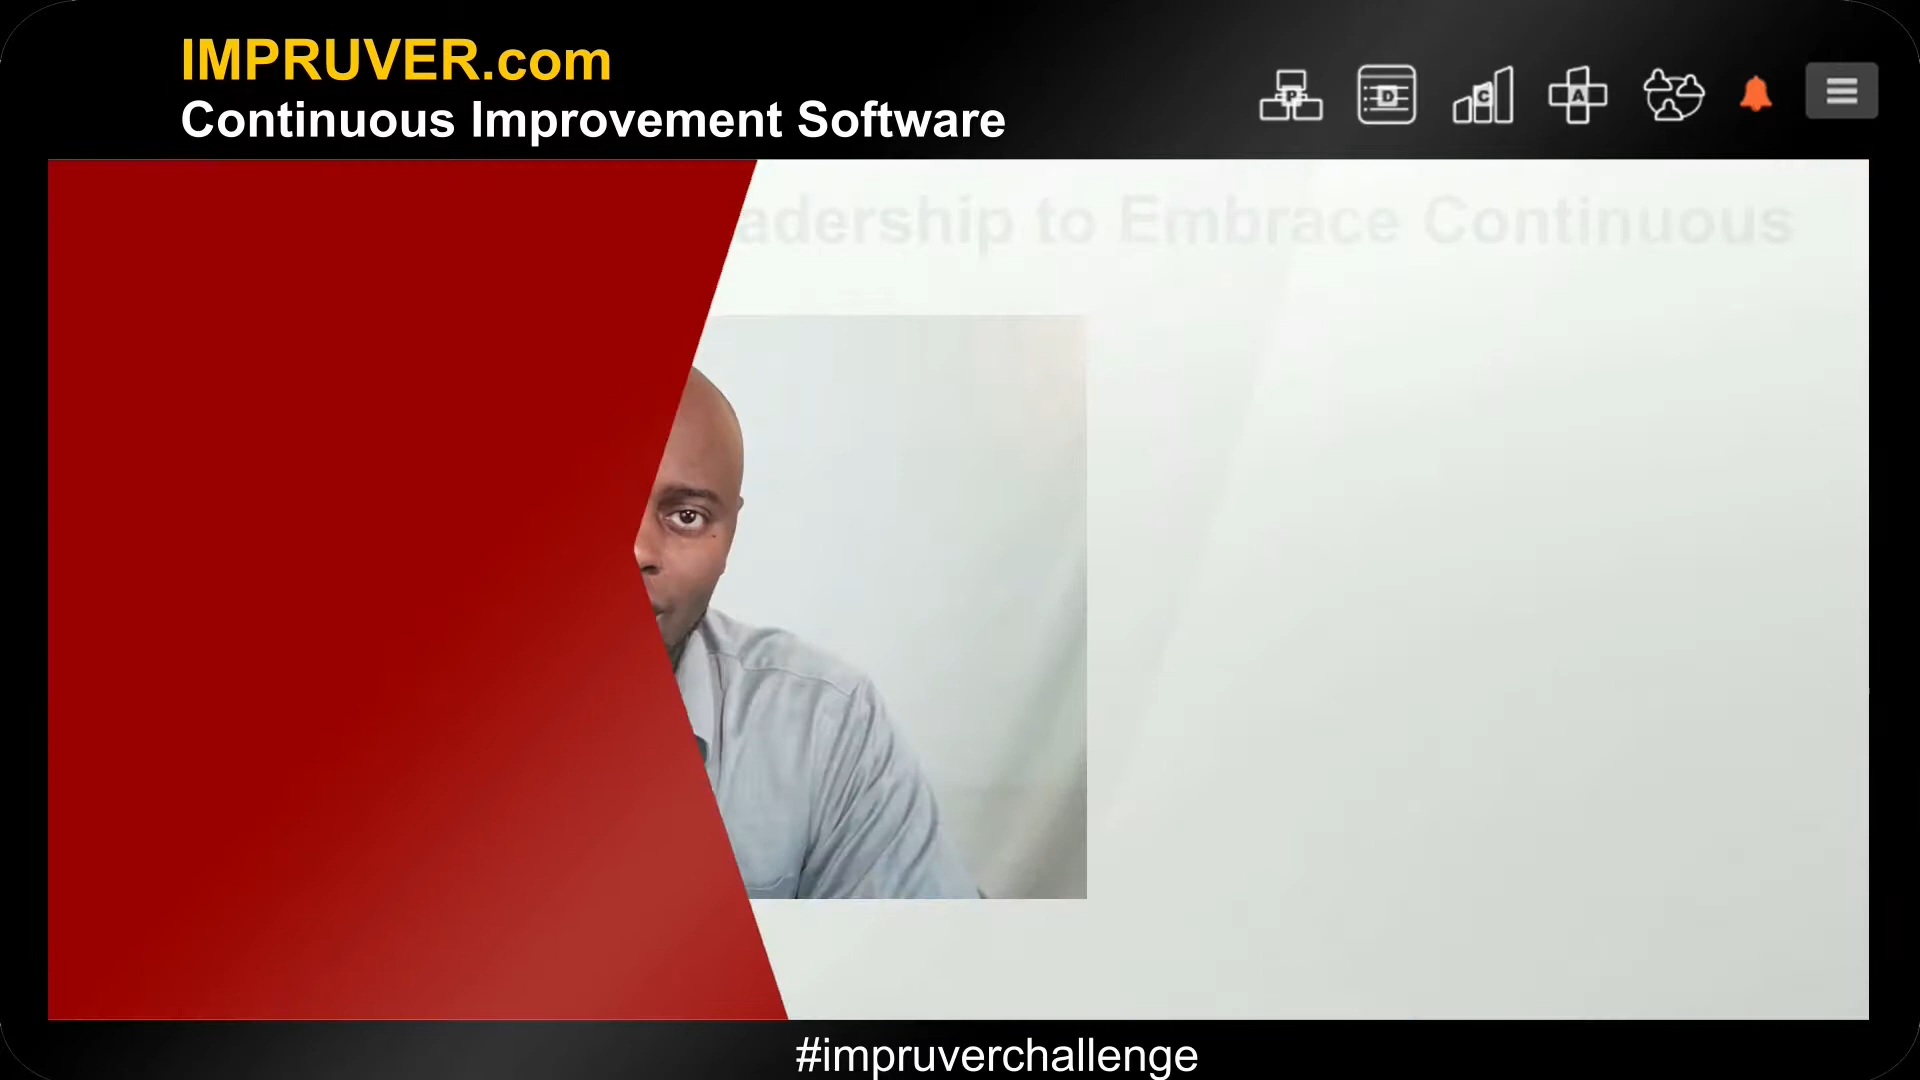 IMPRUVER.com
Continuous Improvement Software
P
D
C
A
adership to Embrace Continuous
#impruverchallenge